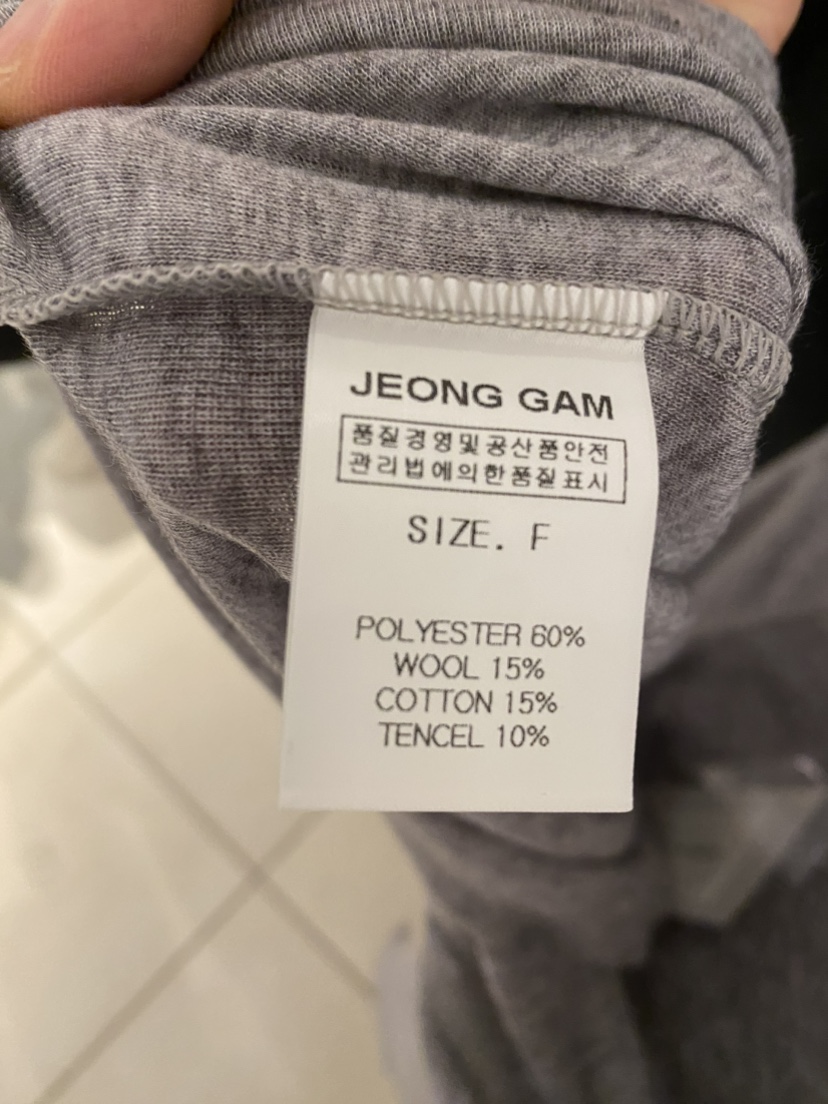 JEONG GAM
품질경영및공산품안전
관리법에의한품질표시
SIZE. F
POLYESTER 60%
WOOL 15%
COTTON 15%
TENCEL 10%